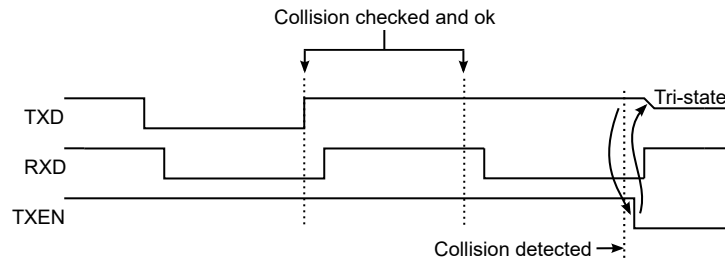 Collision checked and ok
Tri-state
TXD
RXD
TXEN
Collision detected